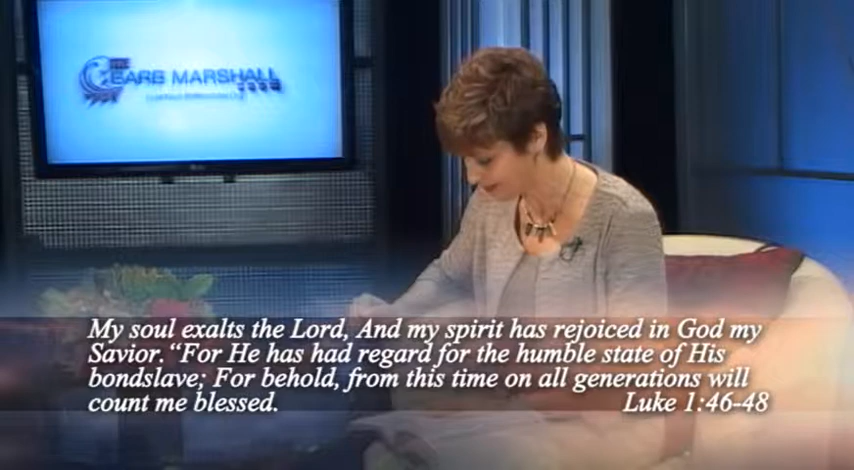 MARSHALL
My soul exalts the Lord, And my spirit has rejoiced in God my
Savior. “For He has had regard for the humble state of His
bondslave; For behold, from this time on all generations will
count me blessed. Luke 1:46-48